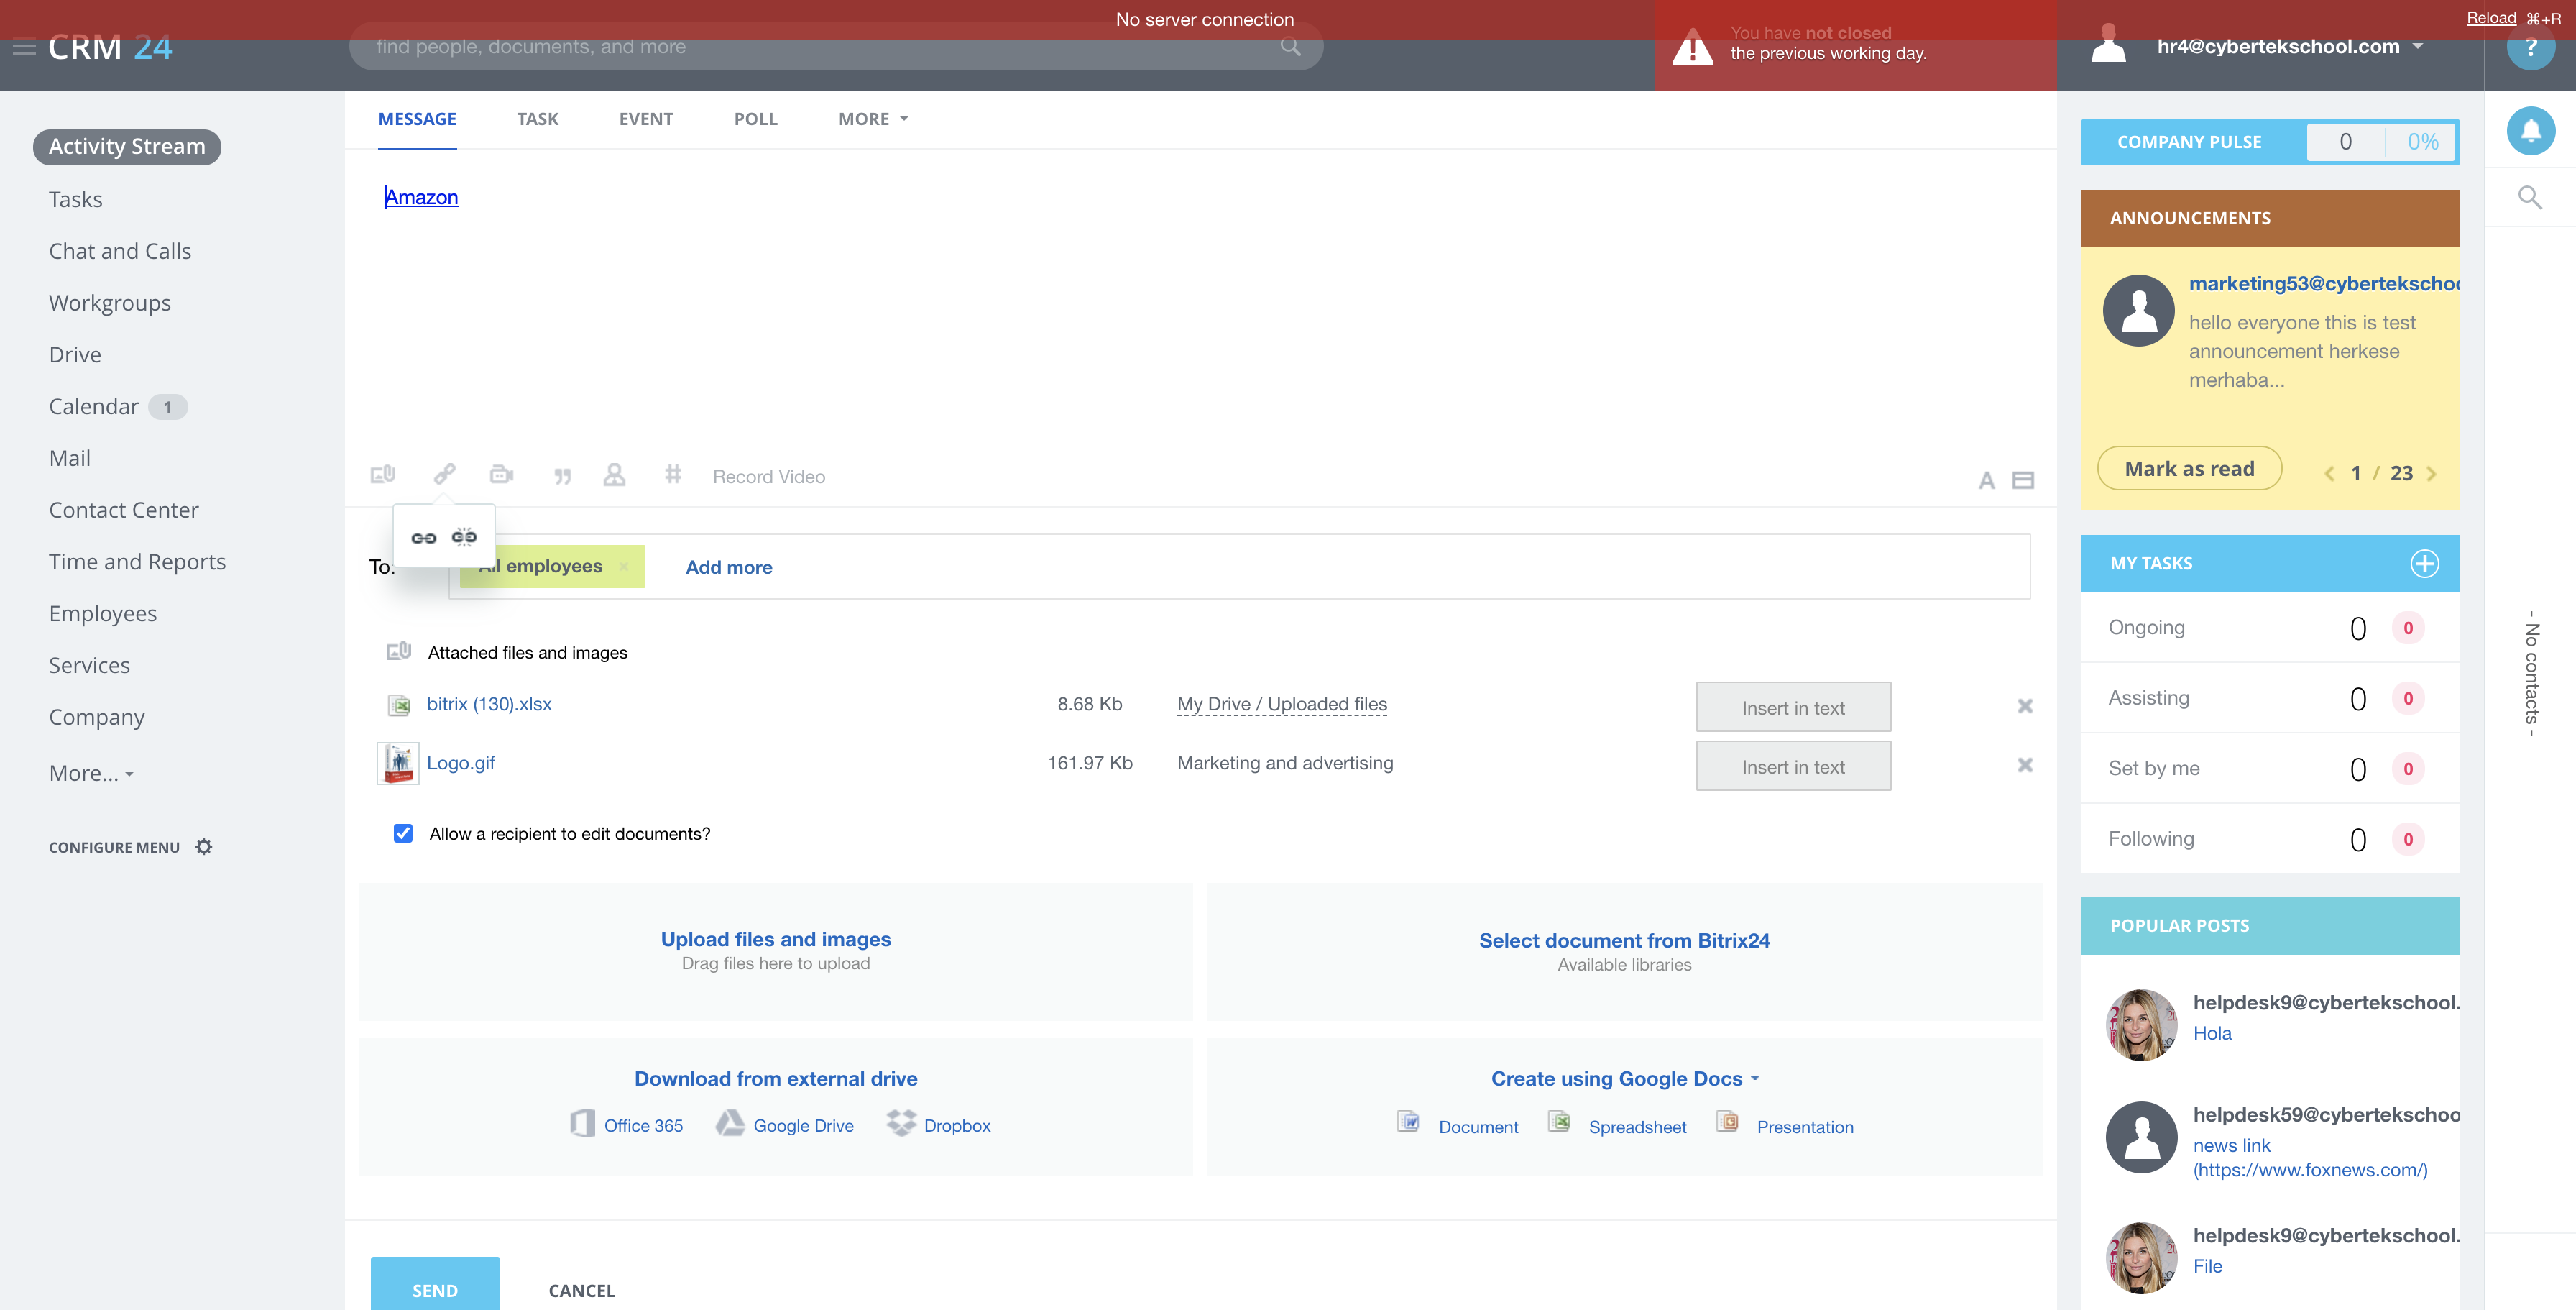 No server connection
Reload ⌘+R
CRM 24
find people, documents, and more
You have not closed
the previous working day.
hr4@cybertekschool.com
?
Activity Stream
Tasks
Chat and Calls
Workgroups
Drive
Calendar 1
Mail
Contact Center
Time and Reports
Employees
Services
Company
More...
CONFIGURE MENU
MESSAGE TASK EVENT POLL MORE
Amazon
# Record Video A
To: All employees × Add more
Attached files and images
bitrix (130).xlsx 8.68 Kb My Drive / Uploaded files Insert in text
Logo.gif 161.97 Kb Marketing and advertising Insert in text
Allow a recipient to edit documents?
Upload files and images
Drag files here to upload
Select document from Bitrix24
Available libraries
Download from external drive
Office 365 Google Drive Dropbox
Create using Google Docs
Document Spreadsheet Presentation
SEND CANCEL
COMPANY PULSE 0 0%
ANNOUNCEMENTS
marketing53@cybertekschoo
hello everyone this is test
announcement herkese
merhaba...
Mark as read 1 / 23
MY TASKS
Ongoing 0 0
Assisting 0 0
Set by me 0 0
Following 0 0
POPULAR POSTS
helpdesk9@cybertekschool.
Hola
helpdesk59@cybertekschoo
news link
(https://www.foxnews.com/)
helpdesk9@cybertekschool.
File
- No contacts -